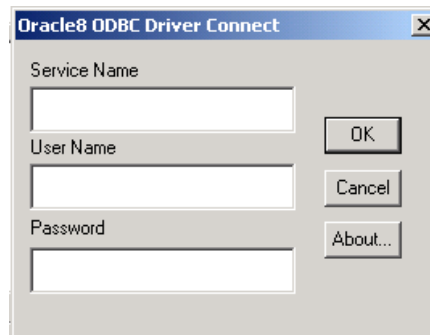 Oracle8 ODBC Driver Connect
Service Name
OK
User Name
Cancel
Password
About...